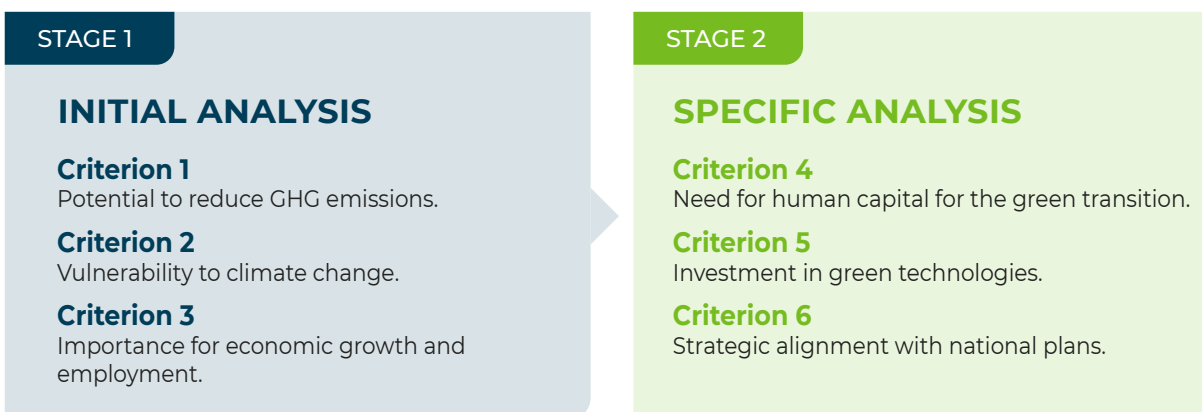 STAGE 1
INITIAL ANALYSIS
Criterion 1
Potential to reduce GHG emissions.
Criterion 2
Vulnerability to climate change.
Criterion 3
Importance for economic growth and
employment.
STAGE 2
SPECIFIC ANALYSIS
Criterion 4
Need for human capital for the green transition.
Criterion 5
Investment in green technologies.
Criterion 6
Strategic alignment with national plans.